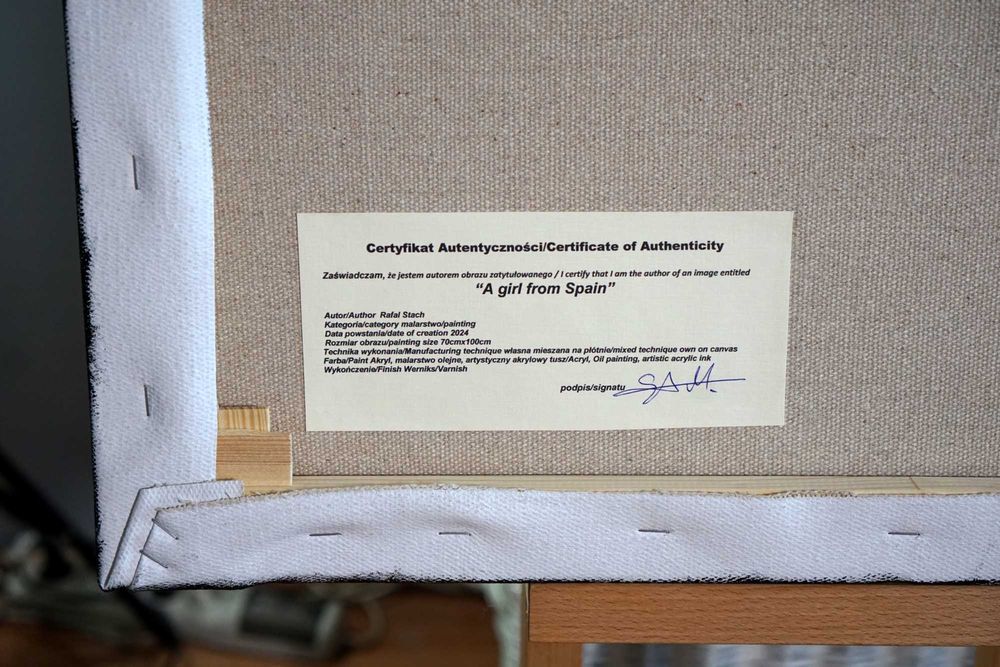 Certyfikat Autentyczności/Certificate of Authenticity
Zaświadczam, że jestem autorem obrazu zatytułowanego / I certify that I am the author of an image entitled
“A girl from Spain”
Autor/Author Rafal Stach
Kategoria/category malarstwo/painting
Data powstania/date of creation 2024
Rozmiar obrazu/painting size 70cmx100cm
Technika wykonania/Manufacturing technique własna mieszana na płótnie/mixed technique own on canvas
Farba/Paint Akryl, malarstwo olejne, artystyczny akrylowy tusz/Acryl, Oil painting, artistic acrylic ink
Wykończenie/Finish Werniks/Varnish
podpis/signatu